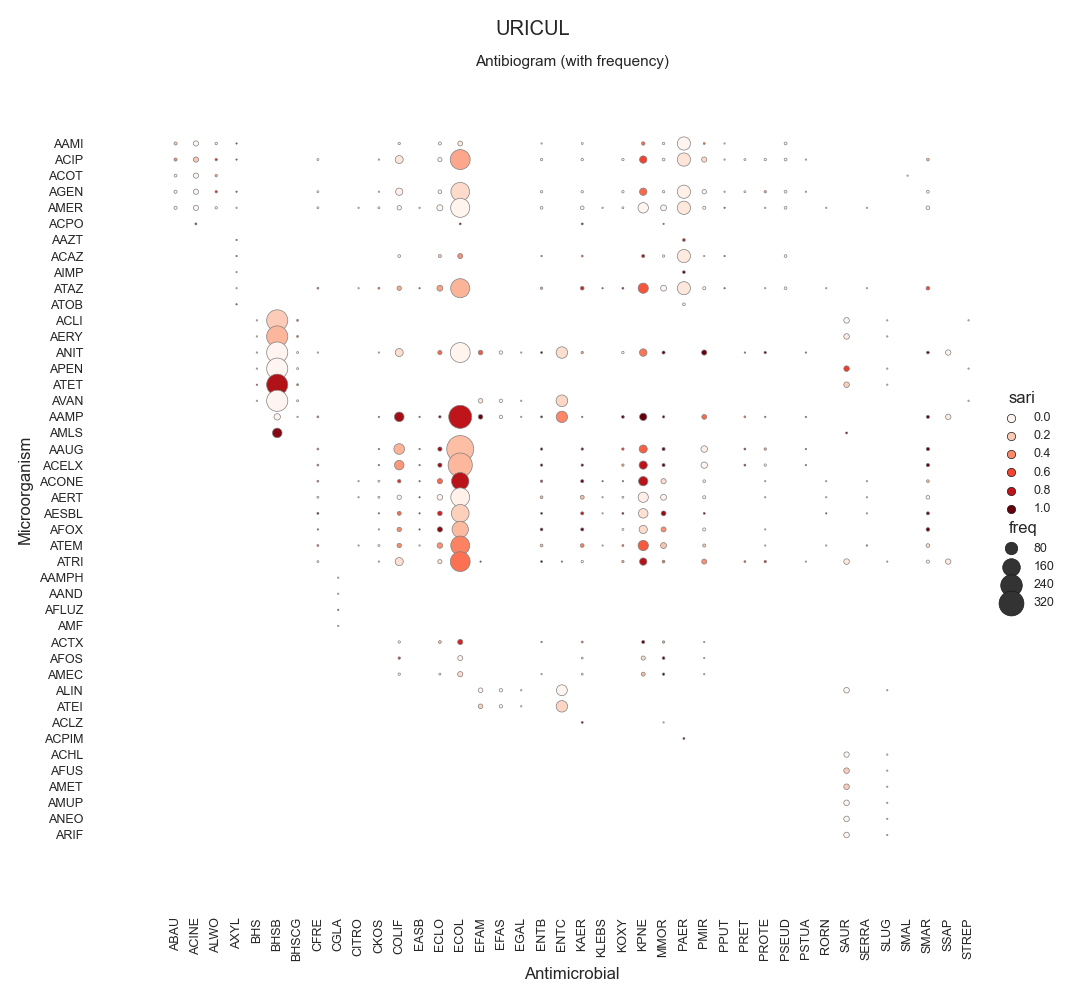 URICUL
Antibiogram (with frequency)
AAMI
ACIP
ACOT
AGEN
AMER
ACPO
AAZT
ACAZ
AIMP
ATAZ
ATOB
ACLI
AERY
ANIT
APEN
ATET
AVAN
AAMP
AMLS
AAUG
ACELX
ACONE
AERT
AESBL
AFOX
ATEM
ATRI
AAMPH
AAND
AFLUZ
AMF
ACTX
AFOS
AMEC
ALIN
ATEI
ACLZ
ACPIM
ACHL
AFUS
AMET
AMUP
ANEO
ARIF
Microorganism
sari
0.0
0.2
0.4
0.6
0.8
1.0
freq
80
160
240
320
ABAU
ACINE
ALWO
AXYL
BHS
BHSB
BHSCG
CFRE
CGLA
CITRO
CKOS
COLIF
EASB
ECLO
ECOL
EFAM
EFAS
EGAL
ENTB
ENTC
KAER
KLEBS
KOXY
KPNE
MMOR
PAER
PMIR
PPUT
PRET
PROTE
PSEUD
PSTUA
RORN
SAUR
SERRA
SLUG
SMAL
SMAR
SSAP
STREP
Antimicrobial